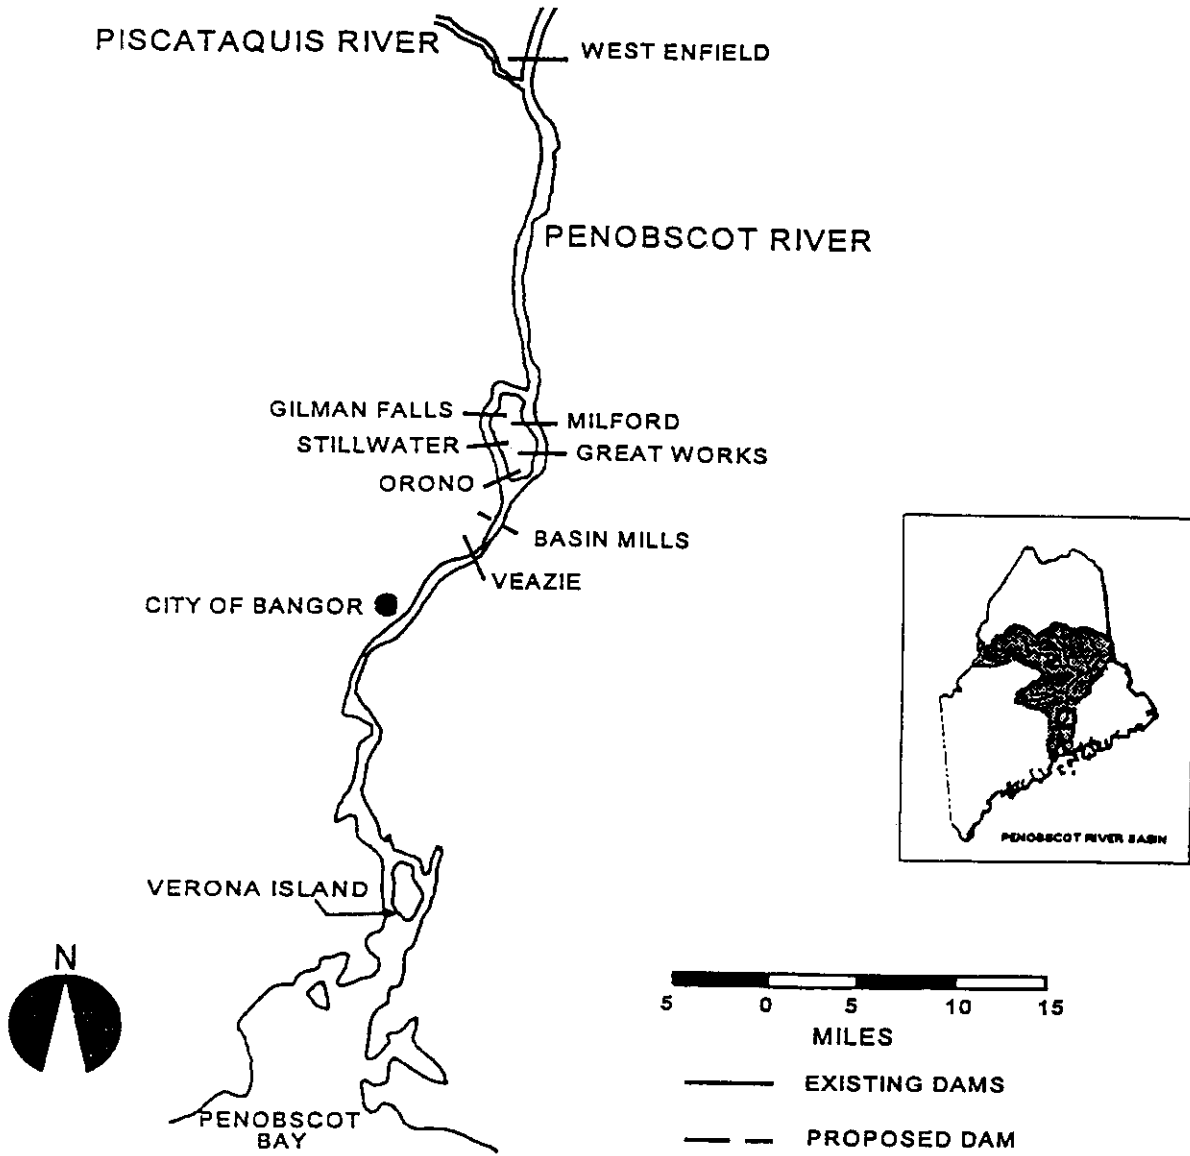 PISCATAQUIS RIVER
WEST ENFIELD
PENOBSCOT RIVER
GILMAN FALLS
MILFORD
STILLWATER
GREAT WORKS
ORONO
BASIN MILLS
VEAZIE
CITY OF BANGOR
PENOBSCOT RIVER BASIN
VERONA ISLAND
N
5 0 5 10 15
MILES
EXISTING DAMS
PENOBSCOT
BAY
PROPOSED DAM